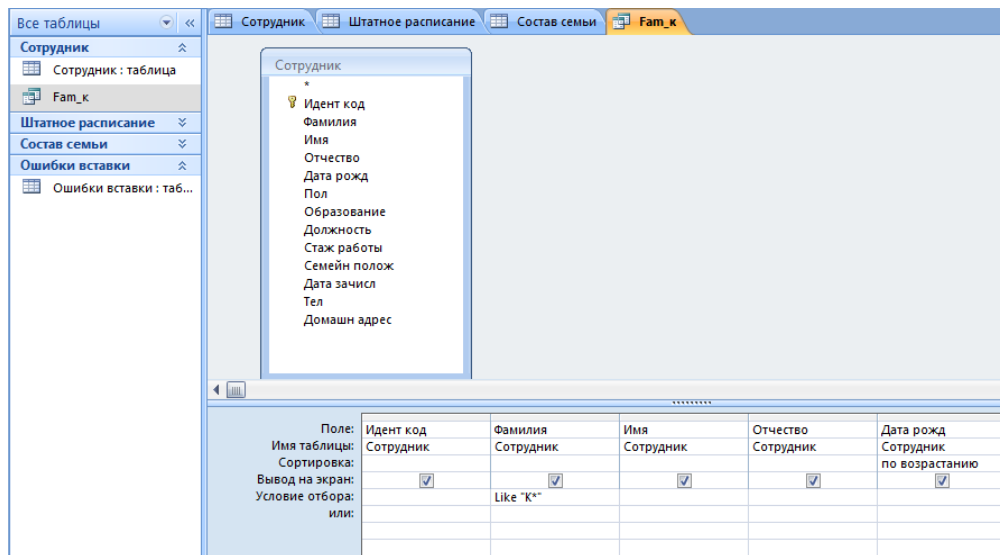 Все таблицы
Сотрудник
Сотрудник : таблица
Fam_к
Штатное расписание
Состав семьи
Ошибки вставки
Ошибки вставки : таб...
Сотрудник Штатное расписание Состав семьи Fam_к
Сотрудник
*
Идент код
Фамилия
Имя
Отчество
Дата рожд
Пол
Образование
Должность
Стаж работы
Семейн полож
Дата зачисл
Тел
Домашн адрес
Поле: Идент код Фамилия Имя Отчество Дата рожд
Имя таблицы: Сотрудник Сотрудник Сотрудник Сотрудник Сотрудник
Сортировка: по возрастанию
Вывод на экран:
Условие отбора: Like "К*"
или: